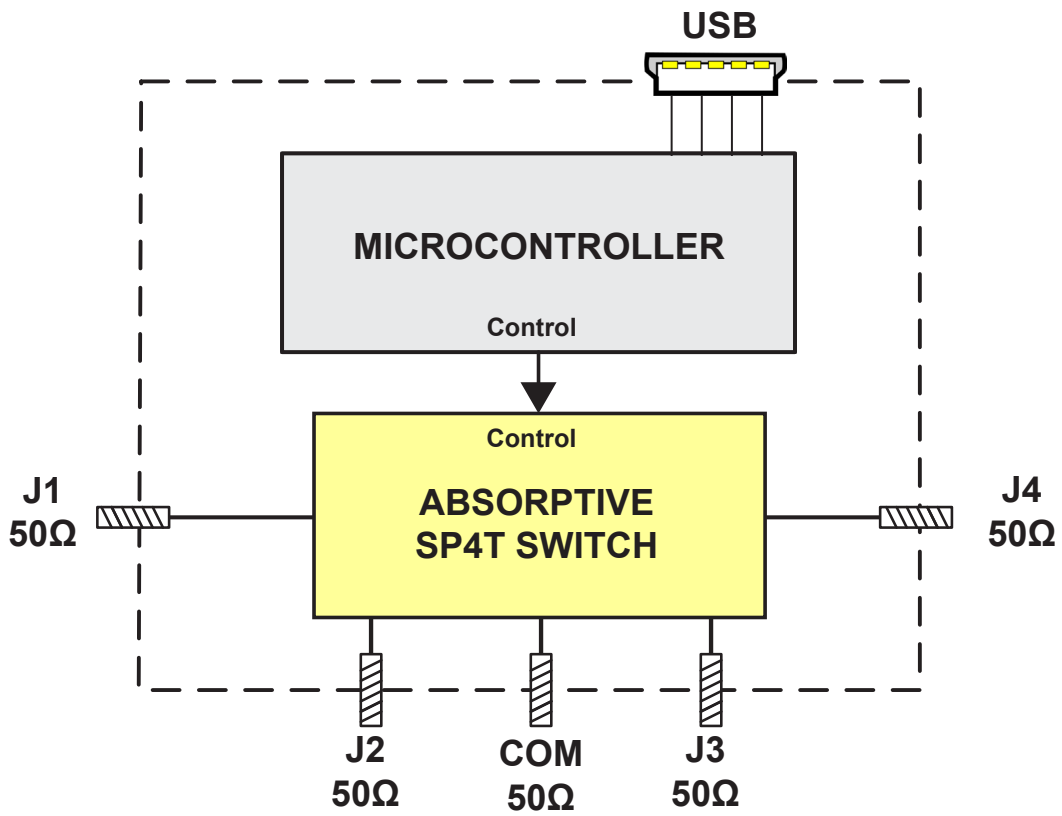 USB
MICROCONTROLLER
Control
Control
ABSORPTIVE
SP4T SWITCH
J1
50Ω
J4
50Ω
J2
50Ω
COM
50Ω
J3
50Ω